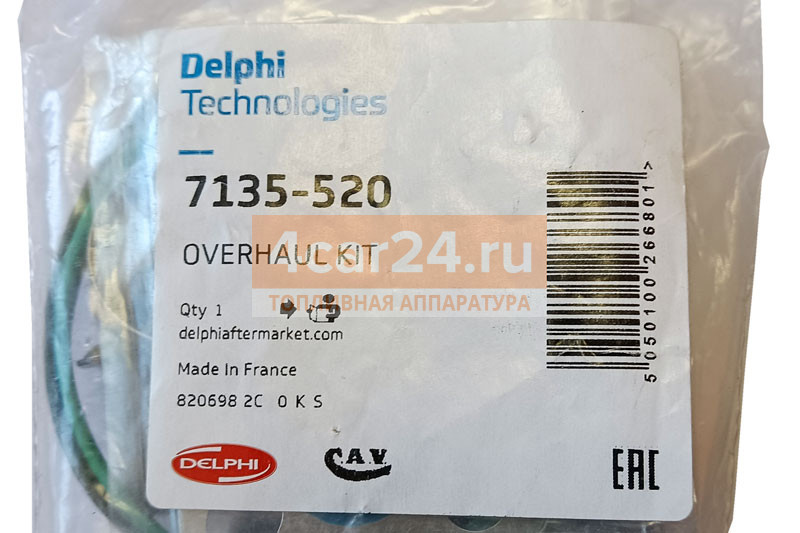 Delphi
Technologies
7135-520
OVERHAUL KIT
4car24.ru
ТОПЛИВНАЯ АППАРАТУРА
Qty 1
delphiaftermarket.com
Made In France
820698 2C 0 K S
DELPHI
C.A.V.
EAC
5 050100 266801 >